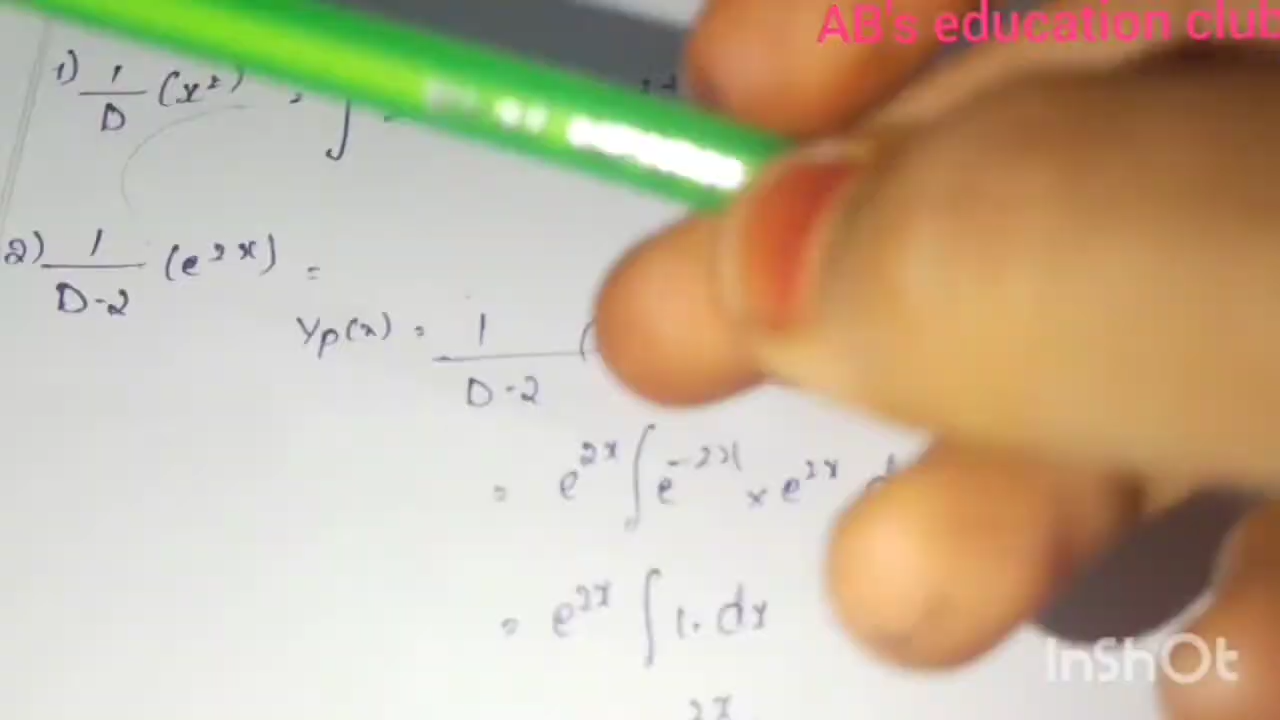 AB's education club
1) 1/D (x²) = ∫
2) 1/D-2 (e^2x) =
Yp(x) = 1/D-2 (
= e^2x ∫ e^-2x × e^2x d
= e^2x ∫ 1. dx
2x
InShOt